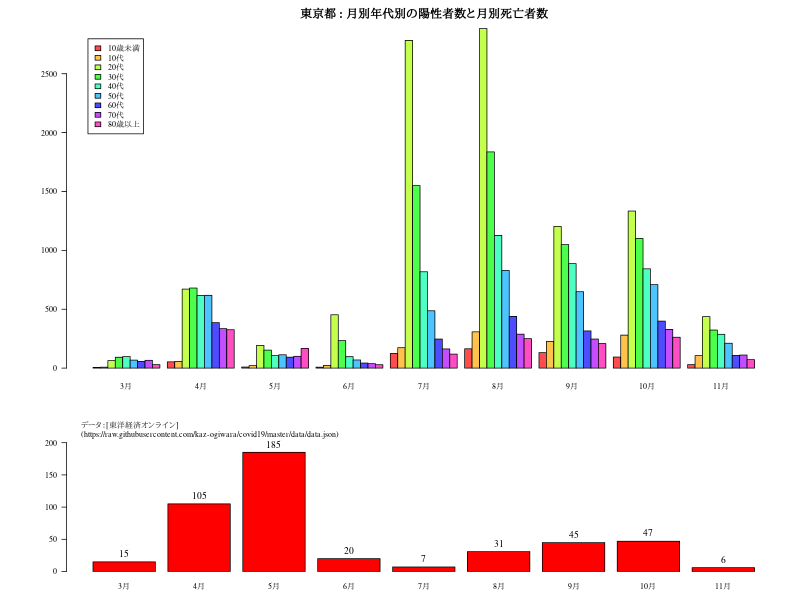 東京都 : 月別年代別の陽性者数と月別死亡者数
10歳未満
10代
20代
30代
40代
50代
60代
70代
80歳以上
2500
2000
1500
1000
500
0
3月 4月 5月 6月 7月 8月 9月 10月 11月
データ : [東洋経済オンライン]
(https://raw.githubusercontent.com/kaz-ogiwara/covid19/master/data/data.json)
200
150
100
50
0
15 105 185 20 7 31 45 47 6
3月 4月 5月 6月 7月 8月 9月 10月 11月